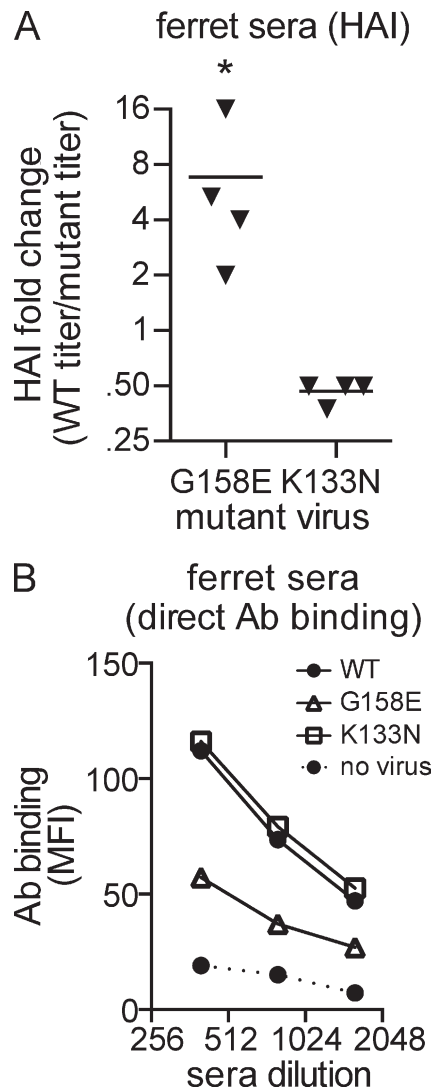 A
ferret sera (HAI)
*
HAI fold change
(WT titer/mutant titer)
16
8
4
2
1
.50
.25
G158E K133N
mutant virus
B
ferret sera
(direct Ab binding)
Ab binding
(MFI)
150
100
50
0
WT
G158E
K133N
no virus
256 512 1024 2048
sera dilution